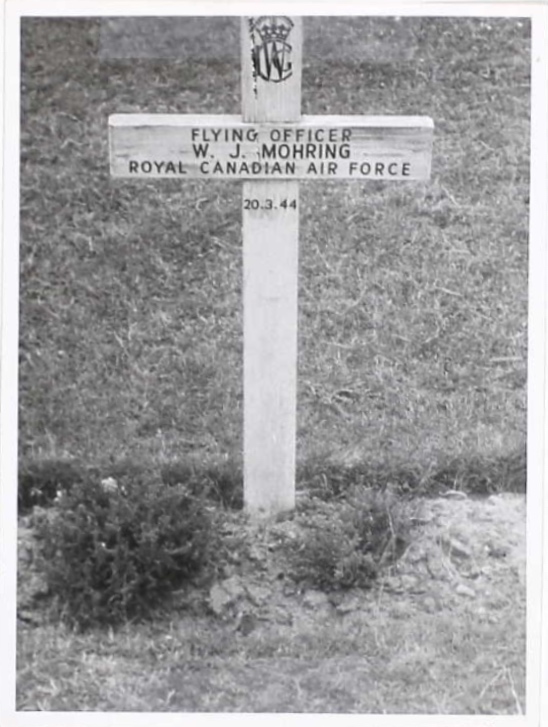 FLYING OFFICER
W. J. MOHRING
ROYAL CANADIAN AIR FORCE
20.3.44